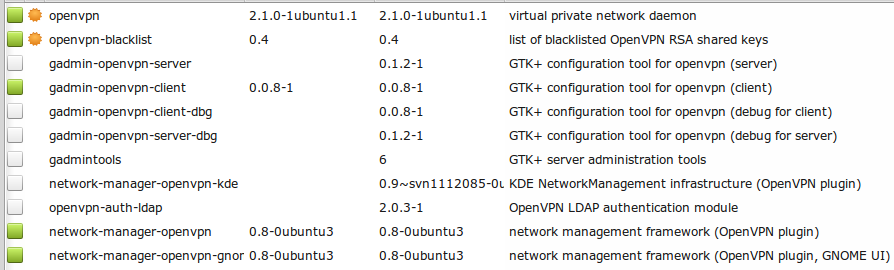 openvpn 2.1.0-1ubuntu1.1 2.1.0-1ubuntu1.1 virtual private network daemon
openvpn-blacklist 0.4 0.4 list of blacklisted OpenVPN RSA shared keys
gadmin-openvpn-server 0.1.2-1 GTK+ configuration tool for openvpn (server)
gadmin-openvpn-client 0.0.8-1 0.0.8-1 GTK+ configuration tool for openvpn (client)
gadmin-openvpn-client-dbg 0.0.8-1 GTK+ configuration tool for openvpn (debug for client)
gadmin-openvpn-server-dbg 0.1.2-1 GTK+ configuration tool for openvpn (debug for server)
gadmintools 6 GTK+ server administration tools
network-manager-openvpn-kde 0.9~svn1112085-0u KDE NetworkManagement infrastructure (OpenVPN plugin)
openvpn-auth-ldap 2.0.3-1 OpenVPN LDAP authentication module
network-manager-openvpn 0.8-0ubuntu3 0.8-0ubuntu3 network management framework (OpenVPN plugin)
network-manager-openvpn-gnor 0.8-0ubuntu3 0.8-0ubuntu3 network management framework (OpenVPN plugin, GNOME UI)